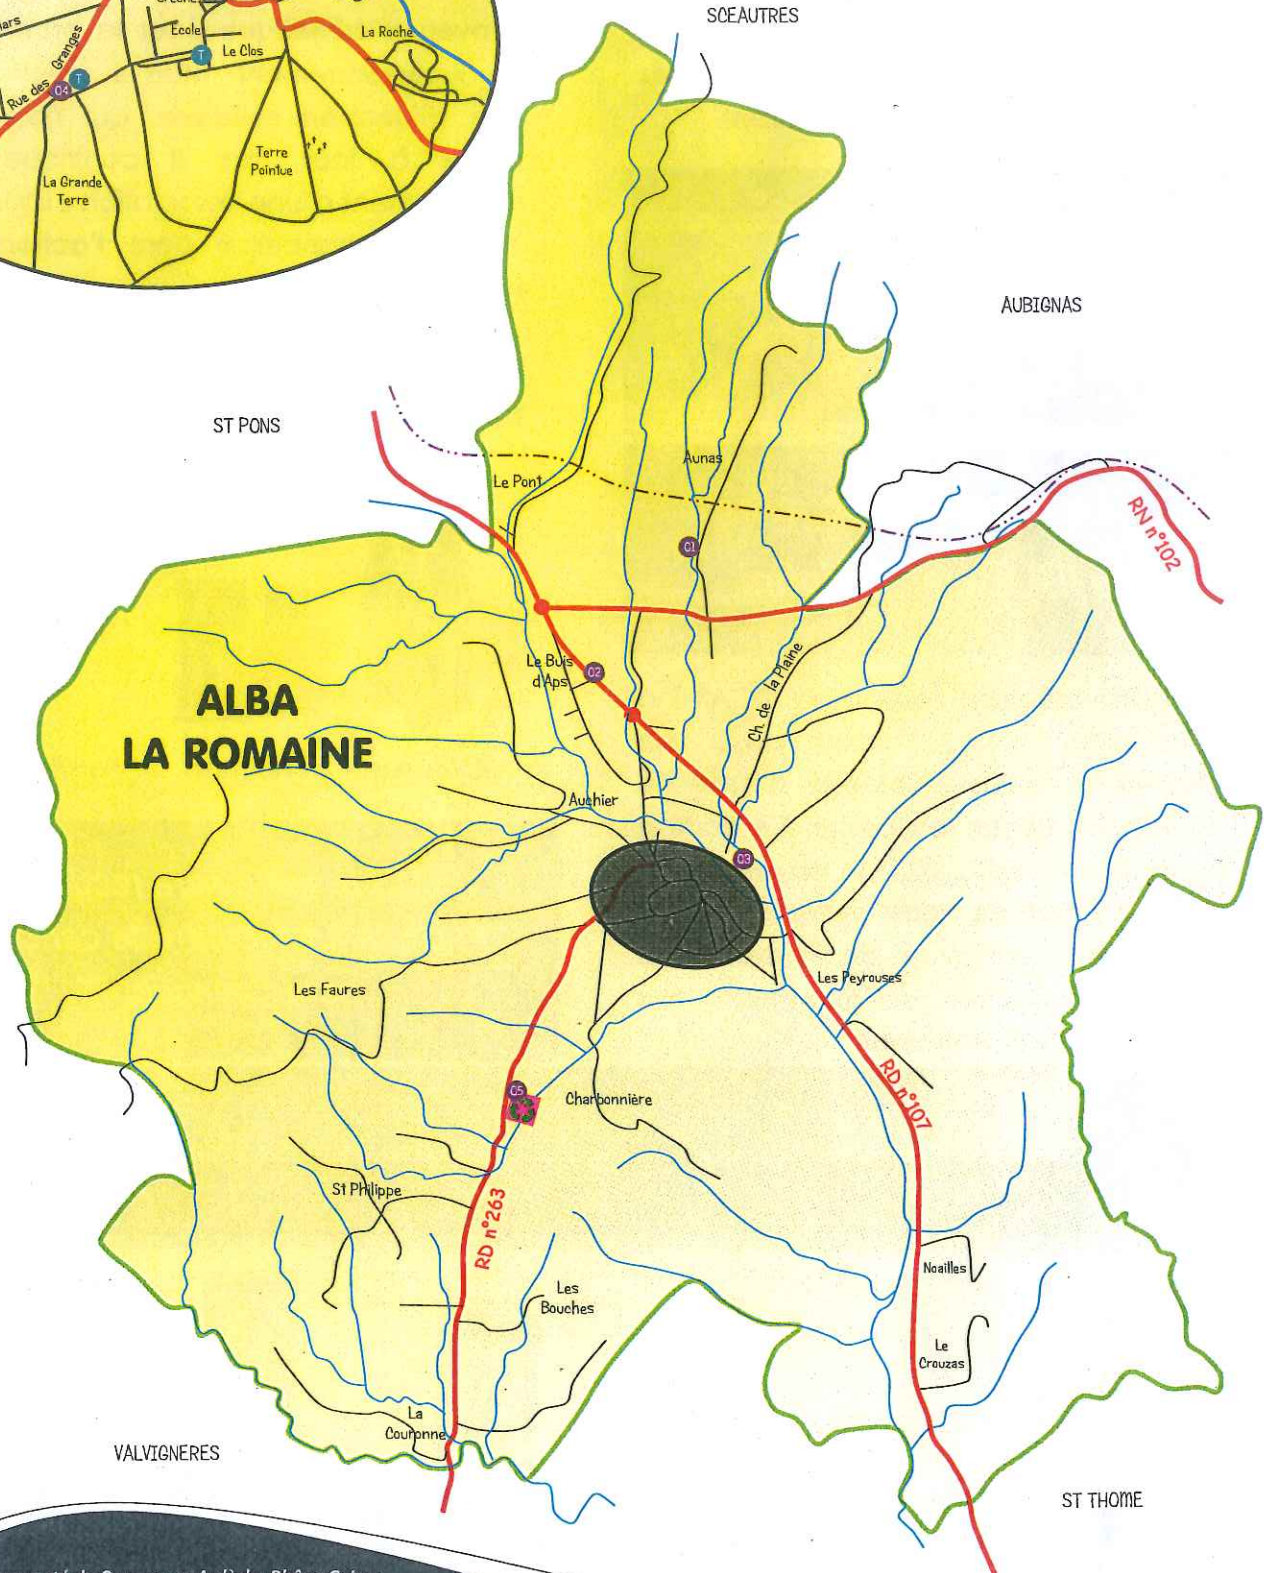 SCEAUTRES
Ecole
Le Clos
La Roche
Rue des Granges
04
T
T
Terre
Pointue
La Grande
Terre
AUBIGNAS
ST PONS
Aunas
Le Pont
RN n°102
C1
Le Buis
d'Aps
02
Ch. de la Plaine
ALBA
LA ROMAINE
Auchier
03
Les Peyrouses
Les Faures
RD n°107
05
Charbonnière
St Philippe
RD n°263
Noailles
Les
Bouches
Le
Crouzas
La
Couronne
VALVIGNERES
ST THOME